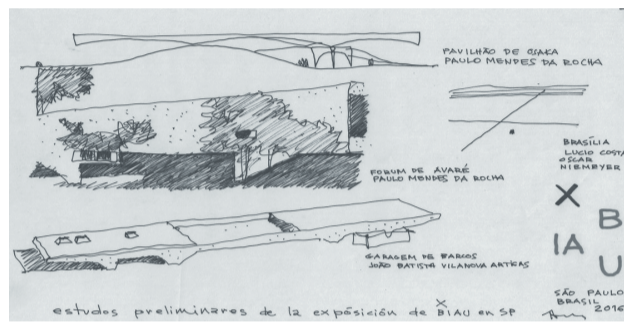 PAVILHÃO DE OSAKA
PAULO MENDES DA ROCHA
BRASÍLIA
LUCIO COSTA
OSCAR
NIEMEYER
FORUM DE AVARÉ
PAULO MENDES DA ROCHA
X
B
IA
U
GARAGEM DE BARCOS
JOÃO BATISTA VILANOVA ARTIGAS
SÃO PAULO
BRASIL
2016
X
estudos preliminares de la exposición de BIAU en SP